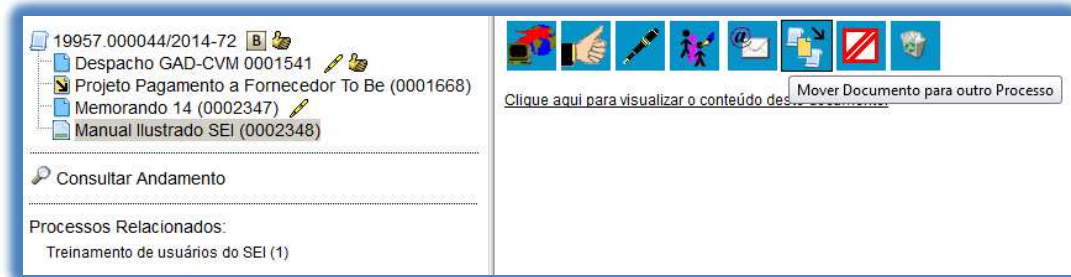 19957.000044/2014-72 B
Despacho GAD-CVM 0001541
Projeto Pagamento a Fornecedor To Be (0001668)
Memorando 14 (0002347)
Manual Ilustrado SEI (0002348)
Consultar Andamento
Processos Relacionados:
Treinamento de usuários do SEI (1)
@
Mover Documento para outro Processo
Clique aqui para visualizar o conteúdo deste documento.